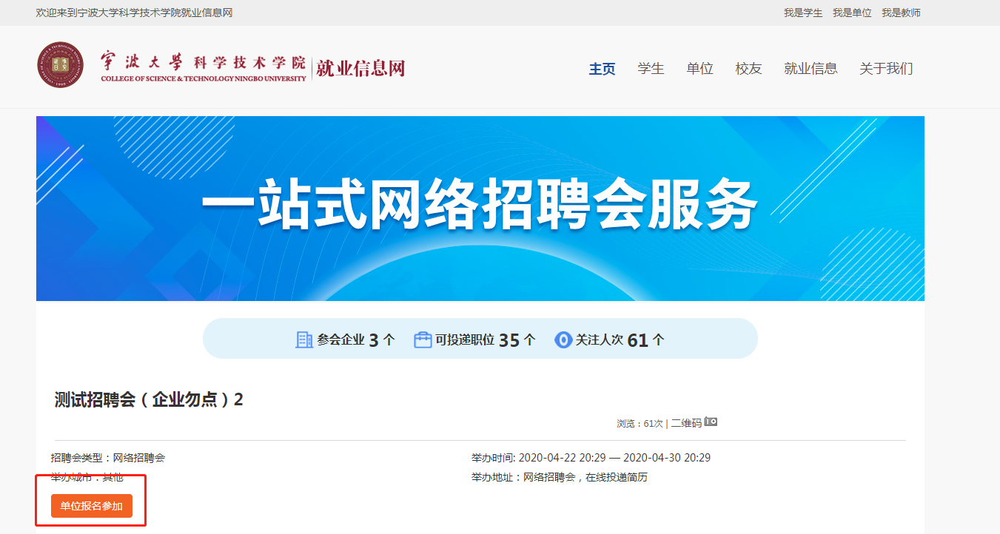 欢迎来到宁波大学科学技术学院就业信息网
我是学生 我是单位 我是教师
宁波大学科学技术学院 就业信息网
COLLEGE OF SCIENCE & TECHNOLOGY NINGBO UNIVERSITY
主页 学生 单位 校友 就业信息 关于我们
一站式网络招聘会服务
参会企业 3 个 可投递职位 35 个 关注人次 61 个
测试招聘会（企业勿点）2
浏览：61次 | 二维码
招聘会类型：网络招聘会 举办时间: 2020-04-22 20:29 — 2020-04-30 20:29
举办城市：其他 举办地址：网络招聘会，在线投递简历
单位报名参加